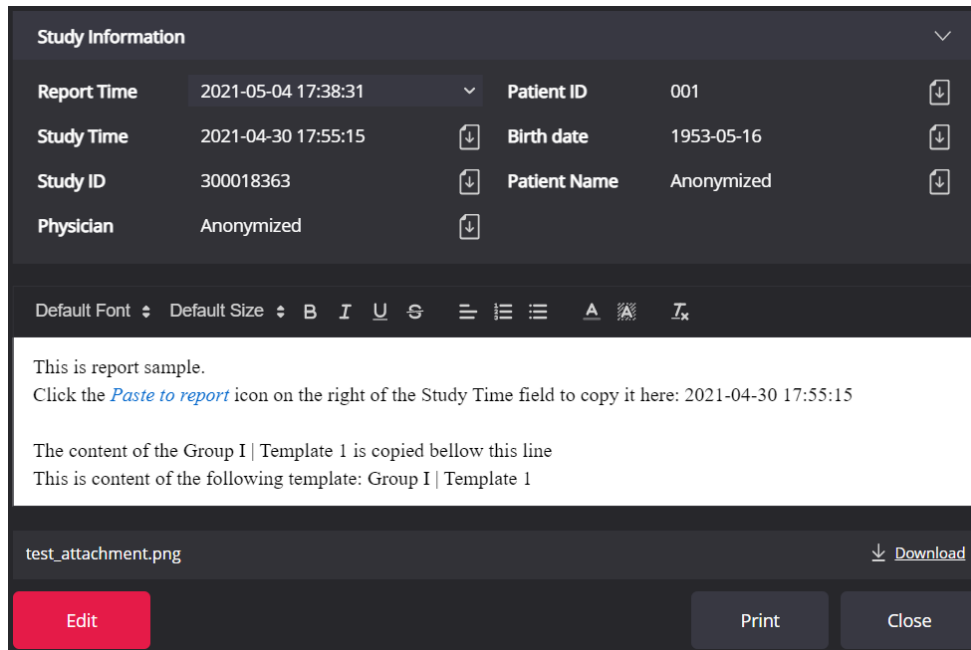 Study Information
Report Time 2021-05-04 17:38:31 Patient ID 001
Study Time 2021-04-30 17:55:15 Birth date 1953-05-16
Study ID 300018363 Patient Name Anonymized
Physician Anonymized
Default Font Default Size B I U S A A Tx
This is report sample.
Click the Paste to report icon on the right of the Study Time field to copy it here: 2021-04-30 17:55:15
The content of the Group I | Template 1 is copied bellow this line
This is content of the following template: Group I | Template 1
test_attachment.png Download
Edit Print Close